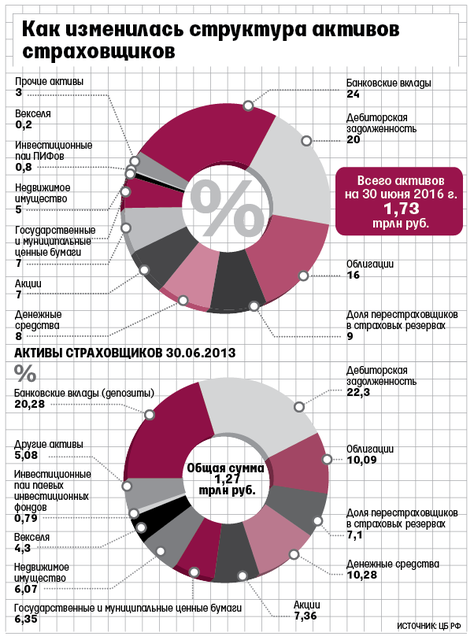 Как изменилась структура активов
страховщиков
Прочие активы
3
Векселя
0,2
Инвестиционные
паи ПИФов
0,8
Недвижимое
имущество
5
Государственные
и муниципальные
ценные бумаги
7
Акции
7
Денежные
средства
8
%
Банковские вклады
24
Дебиторская
задолженность
20
Всего активов
на 30 июня 2016 г.
1,73
трлн руб.
Облигации
16
Доля перестраховщиков
в страховых резервах
9
АКТИВЫ СТРАХОВЩИКОВ 30.06.2013
%
Банковские вклады (депозиты)
20,28
Другие активы
5,08
Инвестиционные
паи паевых
инвестиционных
фондов
0,79
Векселя
4,3
Недвижимое
имущество
6,07
Государственные и муниципальные ценные бумаги
6,35
Общая сумма
1,27
трлн руб.
Дебиторская
задолженность
22,3
Облигации
10,09
Доля перестраховщиков
в страховых резервах
7,1
Денежные средства
10,28
Акции
7,36
ИСТОЧНИК: ЦБ РФ